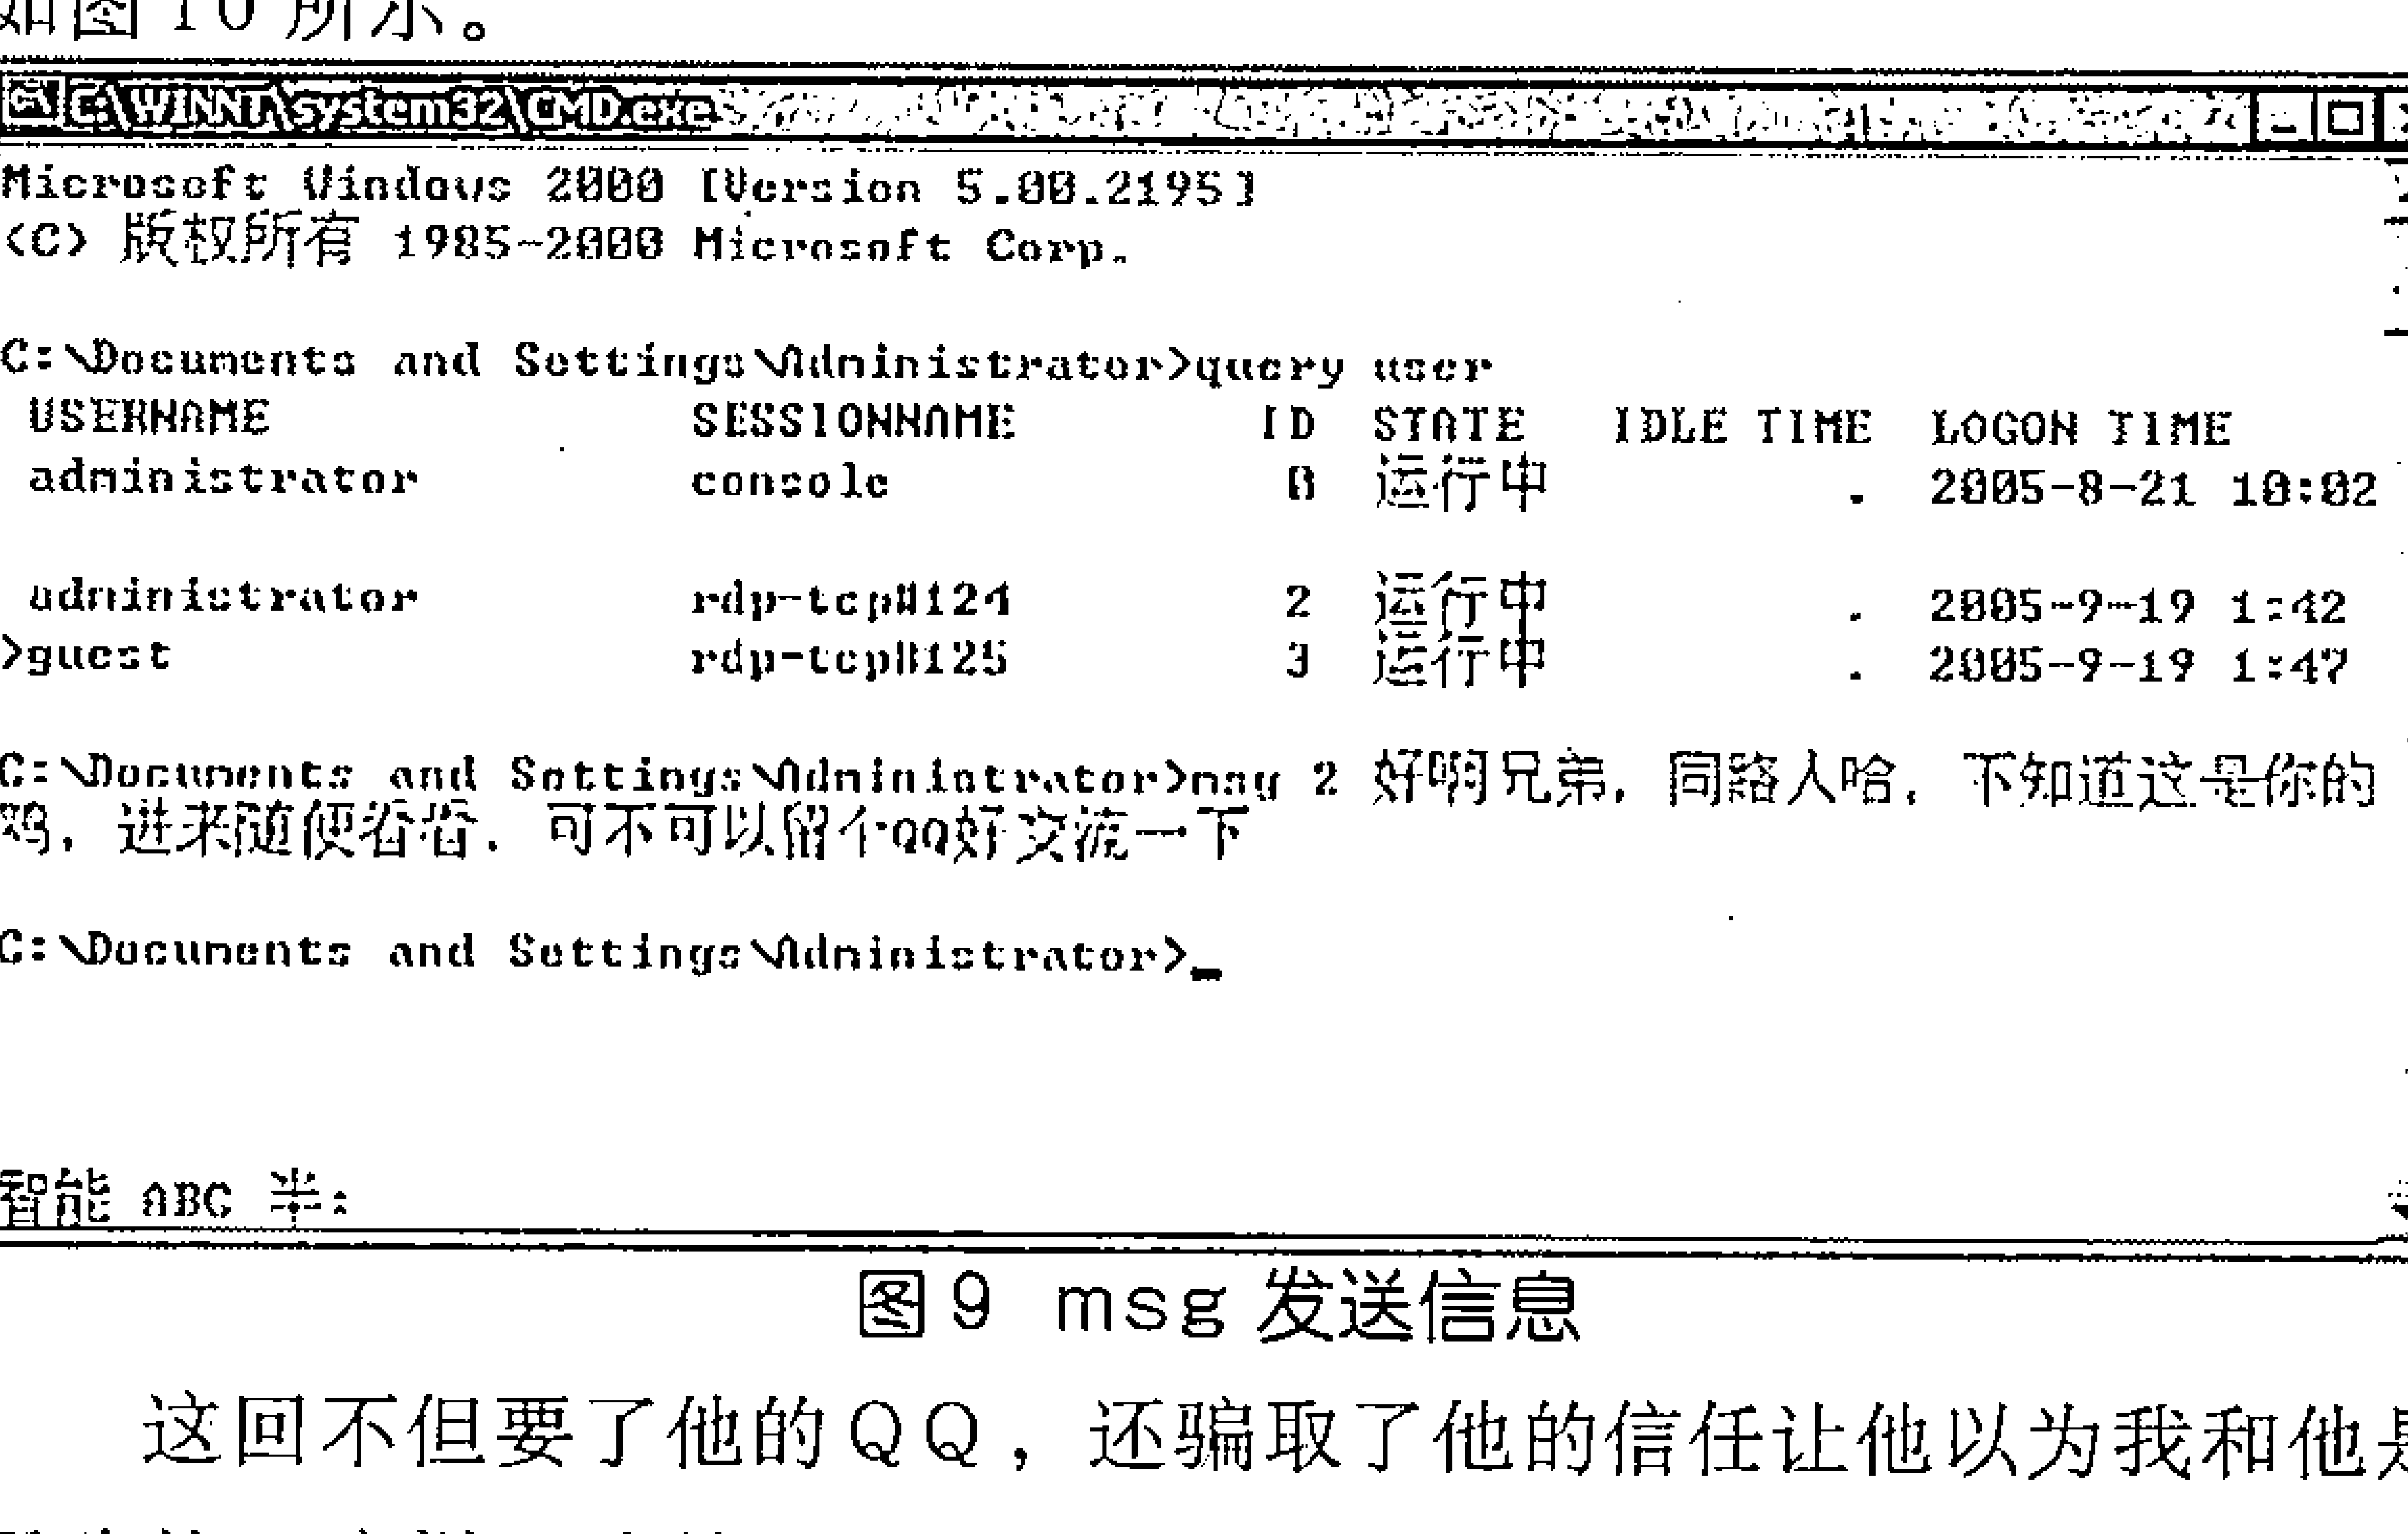 如图 10 所示。
C:\WINNT\system32\CMD.exe
Microsoft Windows 2000 [Version 5.00.2195]
(C) 版权所有 1985-2000 Microsoft Corp.
C:\Documents and Settings\Administrator>query user
USERNAME SESSIONNAME ID STATE IDLE TIME LOGON TIME
administrator console 0 运行中 . 2005-8-21 10:02
administrator rdp-tcp#124 2 运行中 . 2005-9-19 1:42
>guest rdp-tcp#125 3 运行中 . 2005-9-19 1:47
C:\Documents and Settings\Administrator>msg 2 好啊兄弟，同路人哈，不知道这是你的
鸡，进来随便看看．可不可以留个QQ好交流一下
C:\Documents and Settings\Administrator>_
智能 ABC 半:
图 9 msg 发送信息
这回不但要了他的QQ，还骗取了他的信任让他以为我和他是